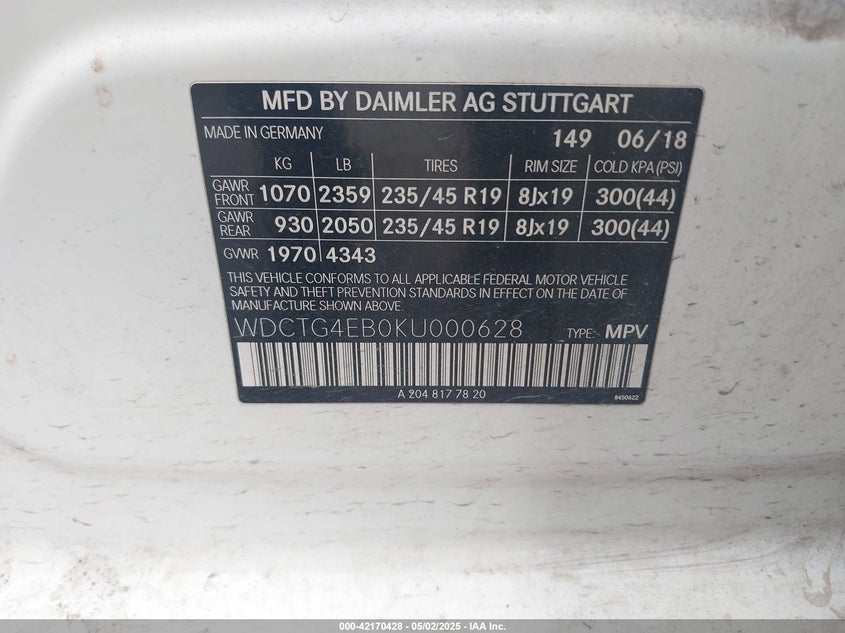 MFD BY DAIMLER AG STUTTGART
MADE IN GERMANY 149 06/18
KG LB TIRES RIM SIZE COLD KPA (PSI)
GAWR FRONT 1070 2359 235/45 R19 8Jx19 300(44)
GAWR REAR 930 2050 235/45 R19 8Jx19 300(44)
GVWR 1970 4343
THIS VEHICLE CONFORMS TO ALL APPLICABLE FEDERAL MOTOR VEHICLE
SAFETY AND THEFT PREVENTION STANDARDS IN EFFECT ON THE DATE OF
MANUFACTURE SHOWN ABOVE.
WDCTG4EB0KU000628 TYPE: MPV
A 204 817 78 20 8450622
000-42170428 - 05/02/2025 - IAA Inc.